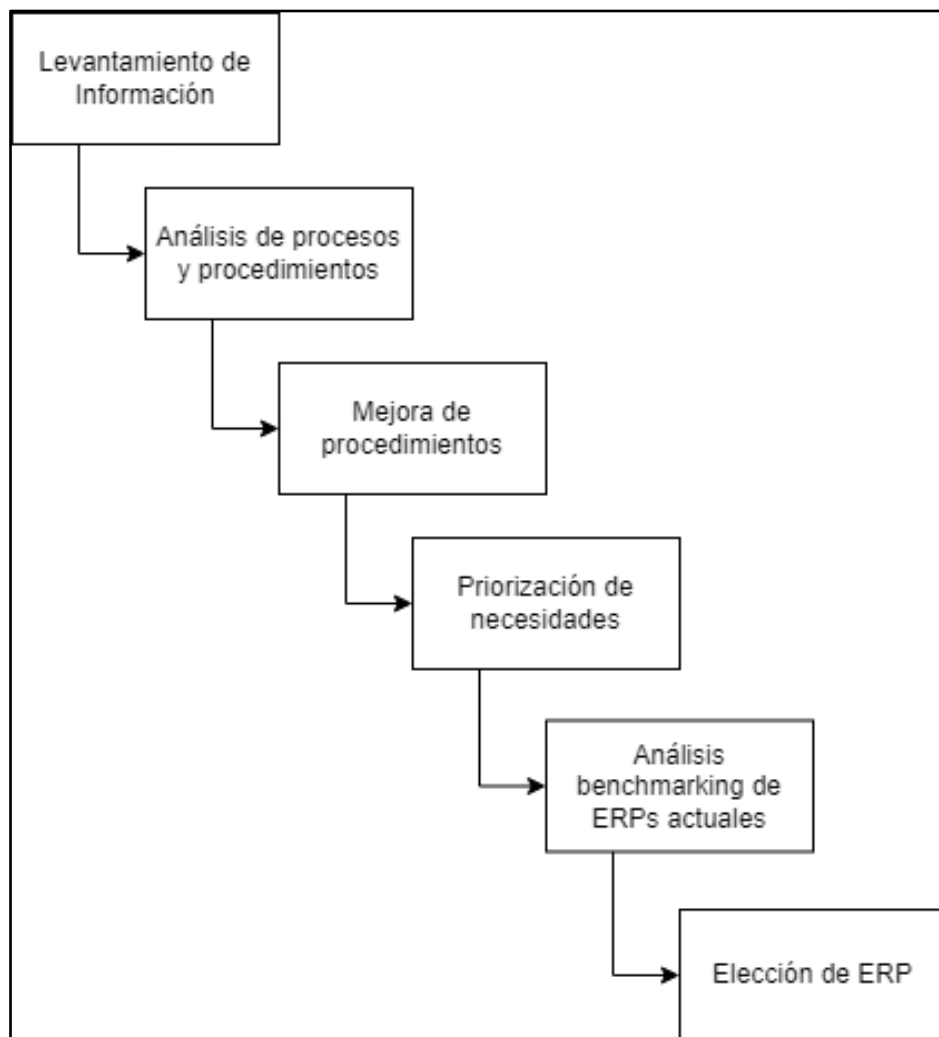 Levantamiento de
Información
Análisis de procesos
y procedimientos
Mejora de
procedimientos
Priorización de
necesidades
Análisis
benchmarking de
ERPs actuales
Elección de ERP